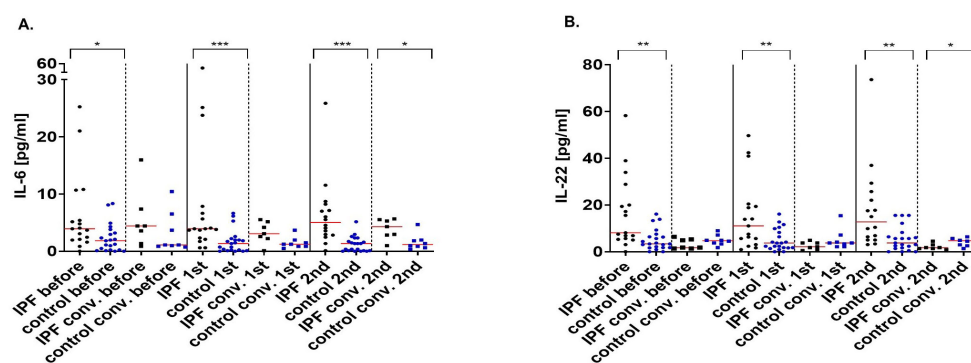 A.
* *** *** *
60
30
20
10
0
IL-6 [pg/ml]
IPF before
control before
IPF conv. before
control conv. before
IPF 1st
control 1st
IPF conv. 1st
control conv. 1st
IPF 2nd
control 2nd
IPF conv. 2nd
control conv. 2nd
B.
** ** ** *
80
60
40
20
0
IL-22 [pg/ml]
IPF before
control before
IPF conv. before
control conv. before
IPF 1st
control 1st
IPF conv. 1st
control conv. 1st
IPF 2nd
control 2nd
IPF conv. 2nd
control conv. 2nd